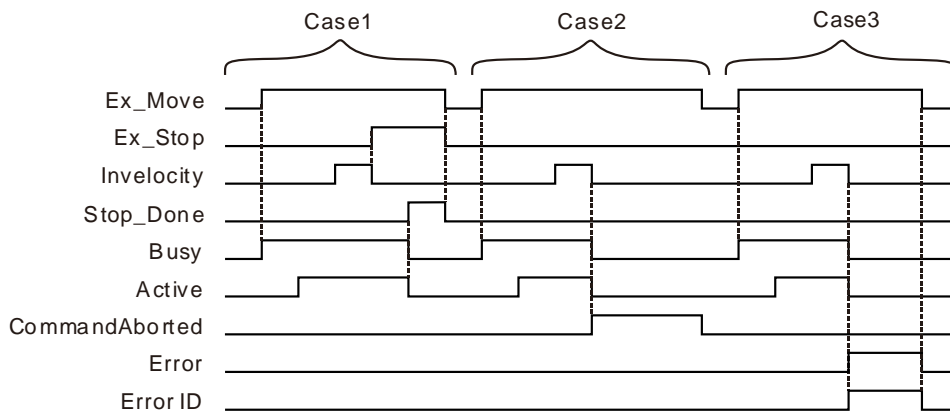 Case1 Case2 Case3
Ex_Move
Ex_Stop
Invelocity
Stop_Done
Busy
Active
CommandAborted
Error
Error ID